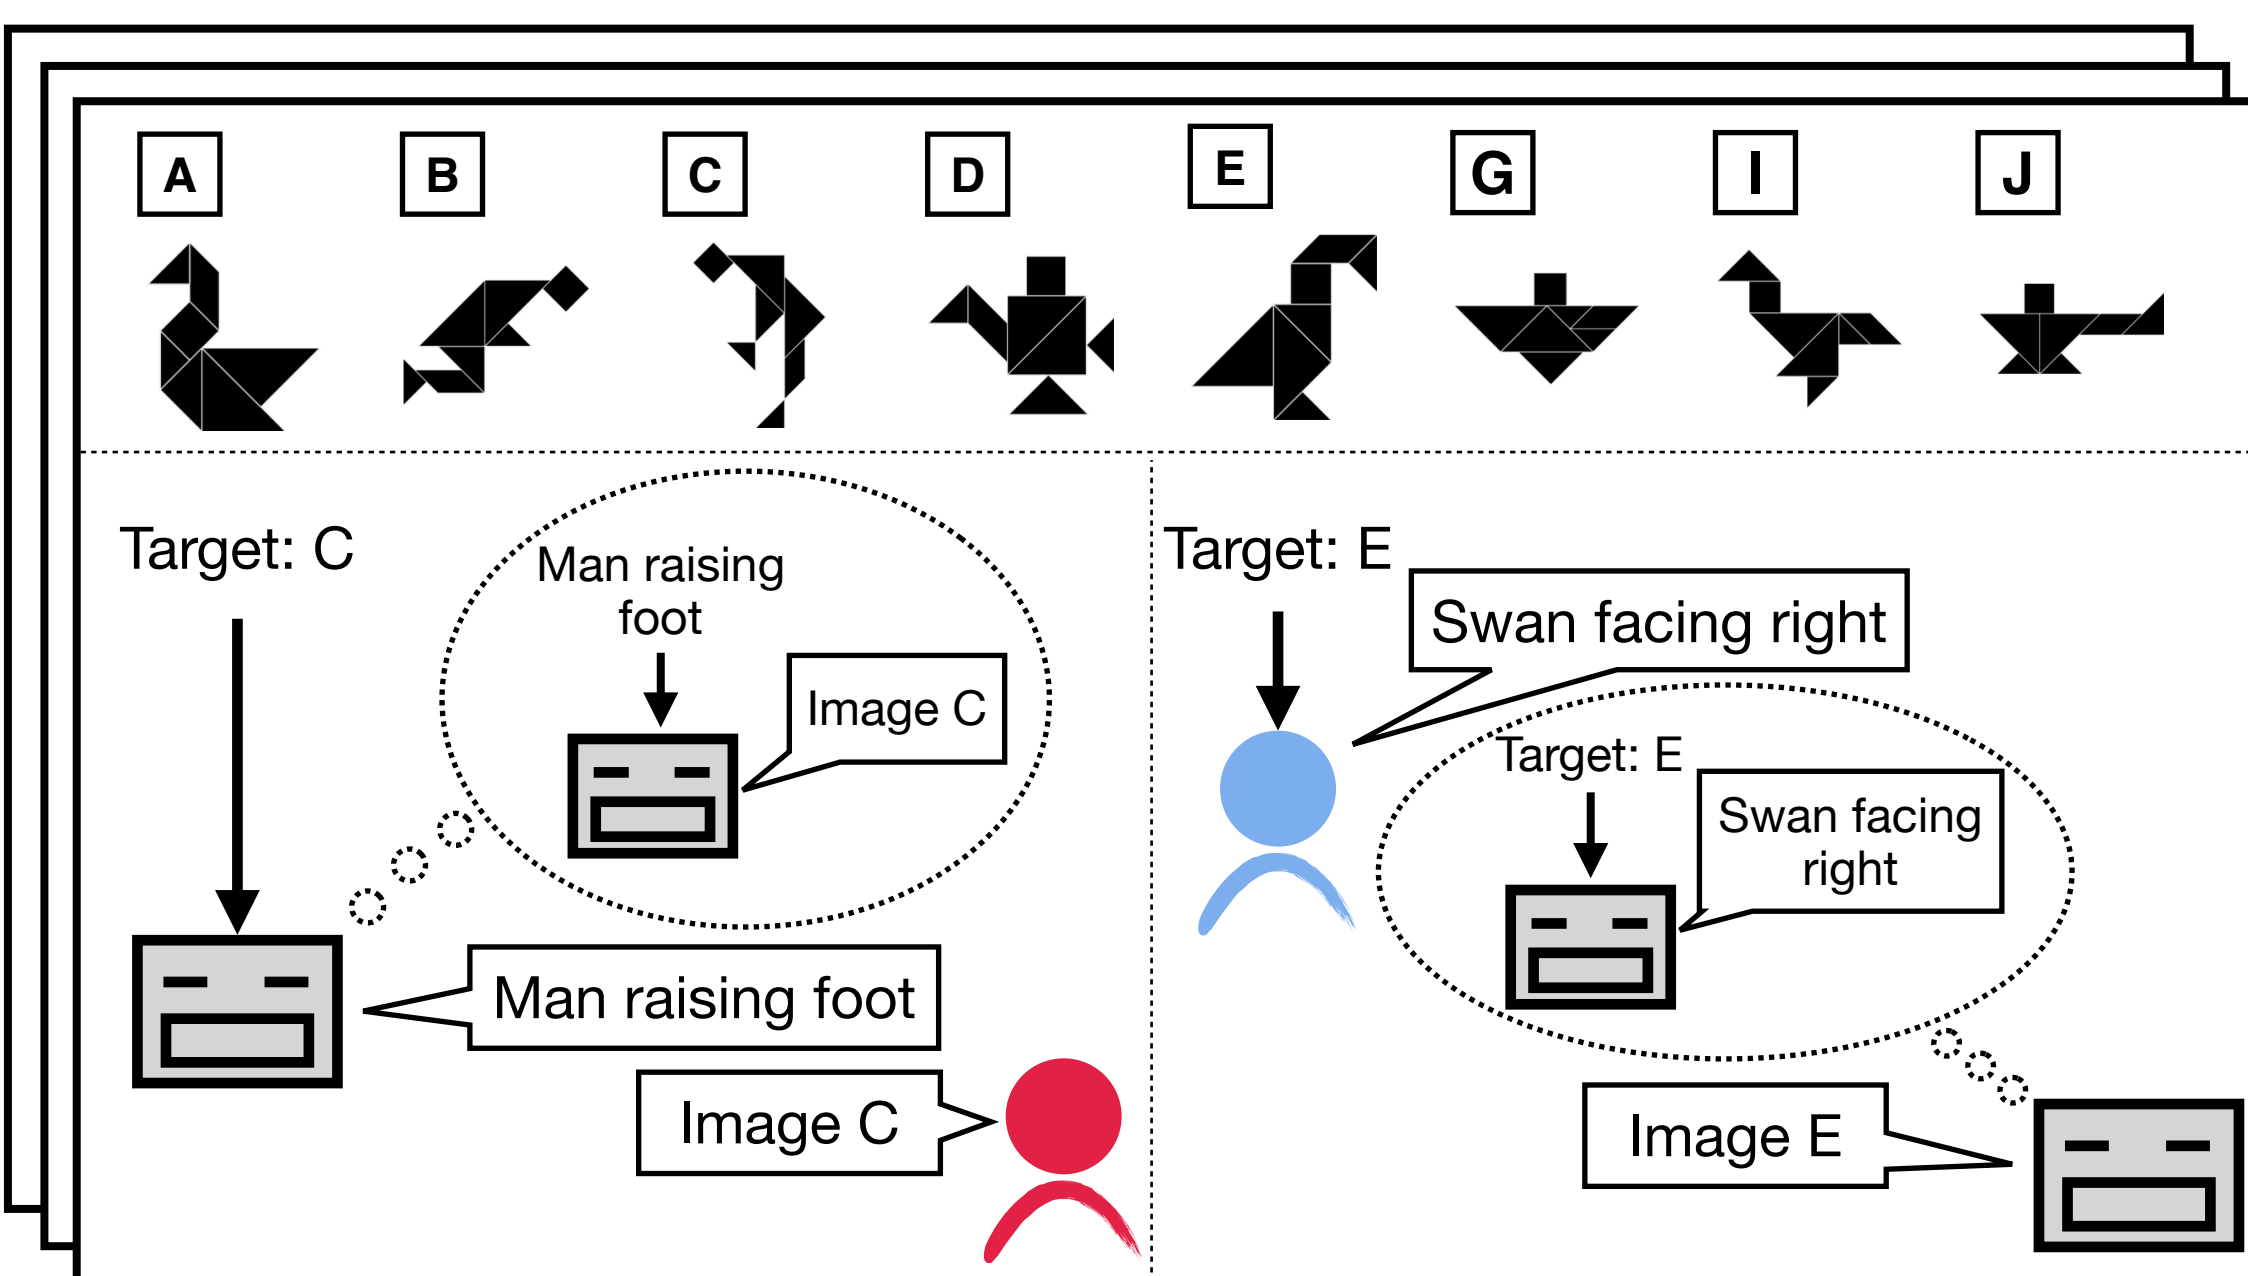 A B C D E G I J
Target: C
Man raising
foot
Image C
Man raising foot
Image C
Target: E
Swan facing right
Target: E
Swan facing
right
Image E